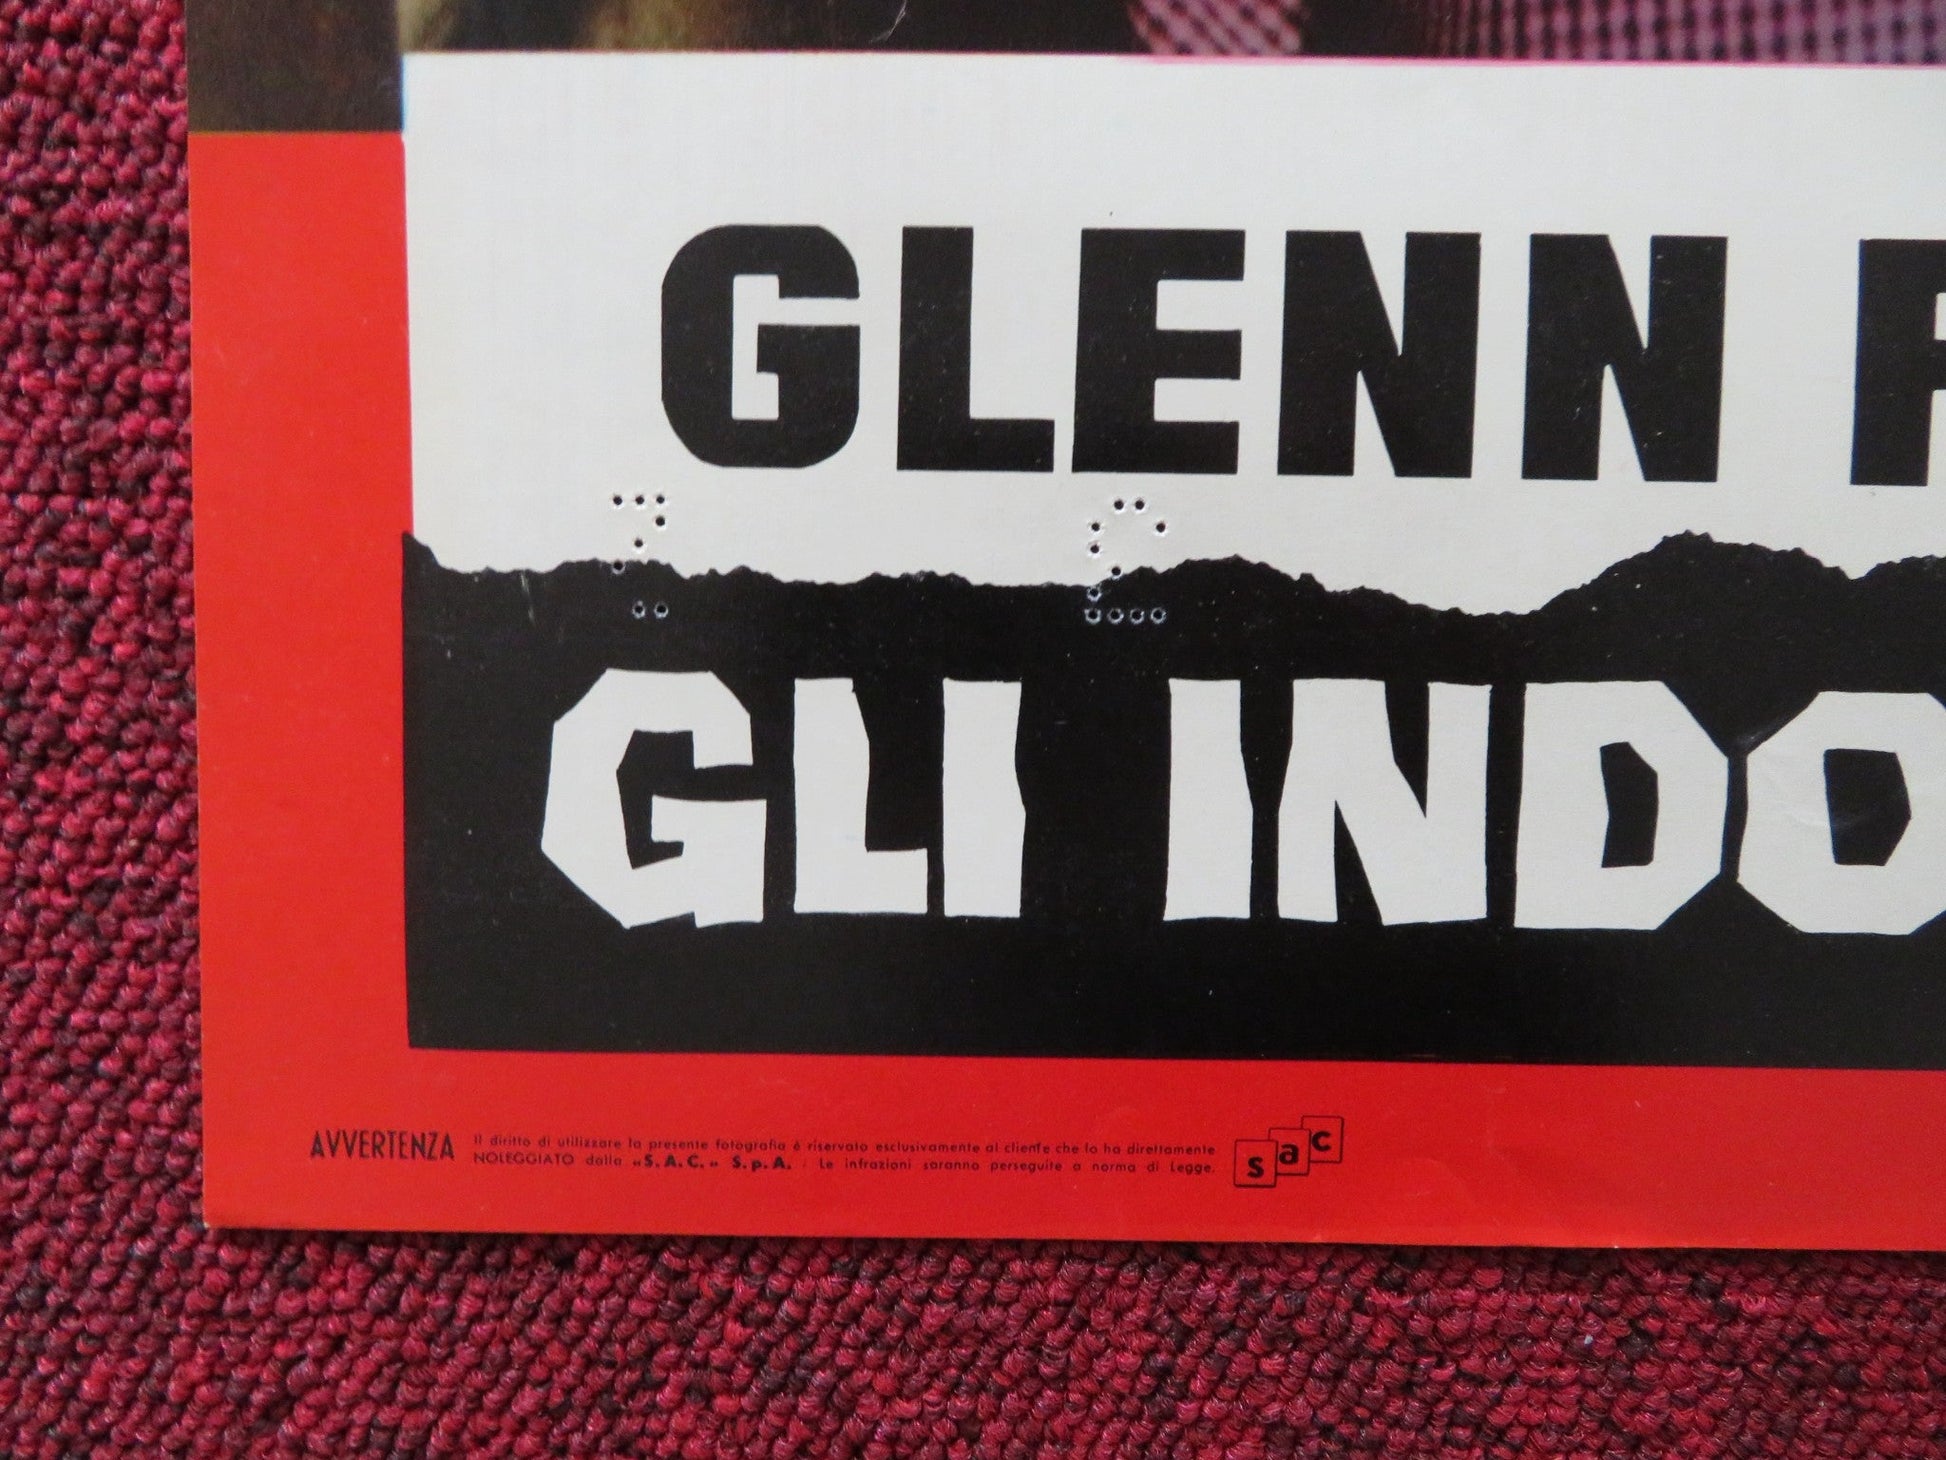 GLENN F
GLI INDO
AVVERTENZA Il diritto di utilizzare la presente fotografia è riservato esclusivamente al cliente che lo ha direttamente
NOLEGGIATO dalla «S.A.C.» S.p.A. / Le infrazioni saranno perseguite a norma di Legge.
sac